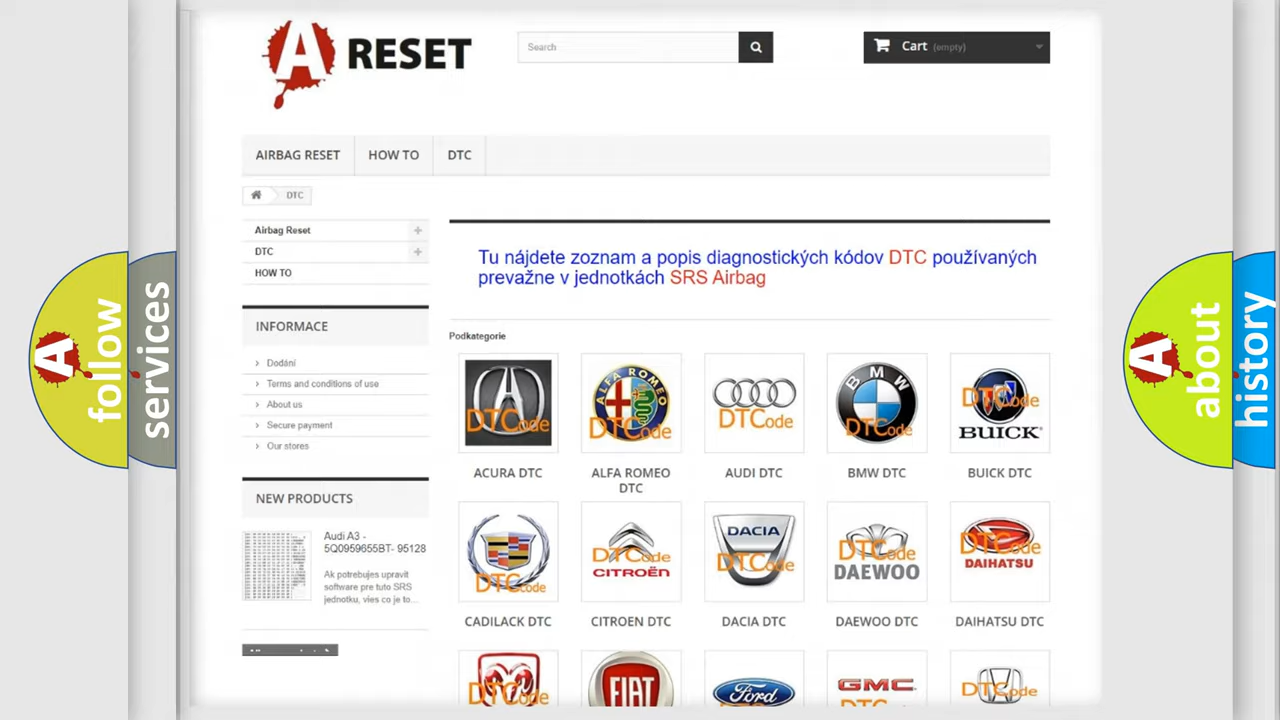 A RESET
Search
Cart (empty)
AIRBAG RESET
HOW TO
DTC
DTC
Airbag Reset
DTC
HOW TO
INFORMACE
Dodání
Terms and conditions of use
About us
Secure payment
Our stores
NEW PRODUCTS
Audi A3 -
5Q0959655BT- 95128
Ak potrebujes upravit
software pre tuto SRS
jednotku, vies co je to...
Tu nájdete zoznam a popis diagnostických kódov DTC používaných
prevažne v jednotkách SRS Airbag
Podkategorie
DTCode
ALFA ROMEO
DTCode
DTCode
BMW
DTCode
DTCode
BUICK
ACURA DTC
ALFA ROMEO
DTC
AUDI DTC
BMW DTC
BUICK DTC
DTCode
DTCode
CITROËN
DACIA
DTCode
DTCode
DAEWOO
DTCode
DAIHATSU
CADILACK DTC
CITROEN DTC
DACIA DTC
DAEWOO DTC
DAIHATSU DTC
DTCode
FIAT
Ford
GMC
DTCode
A follow
services
A about
history